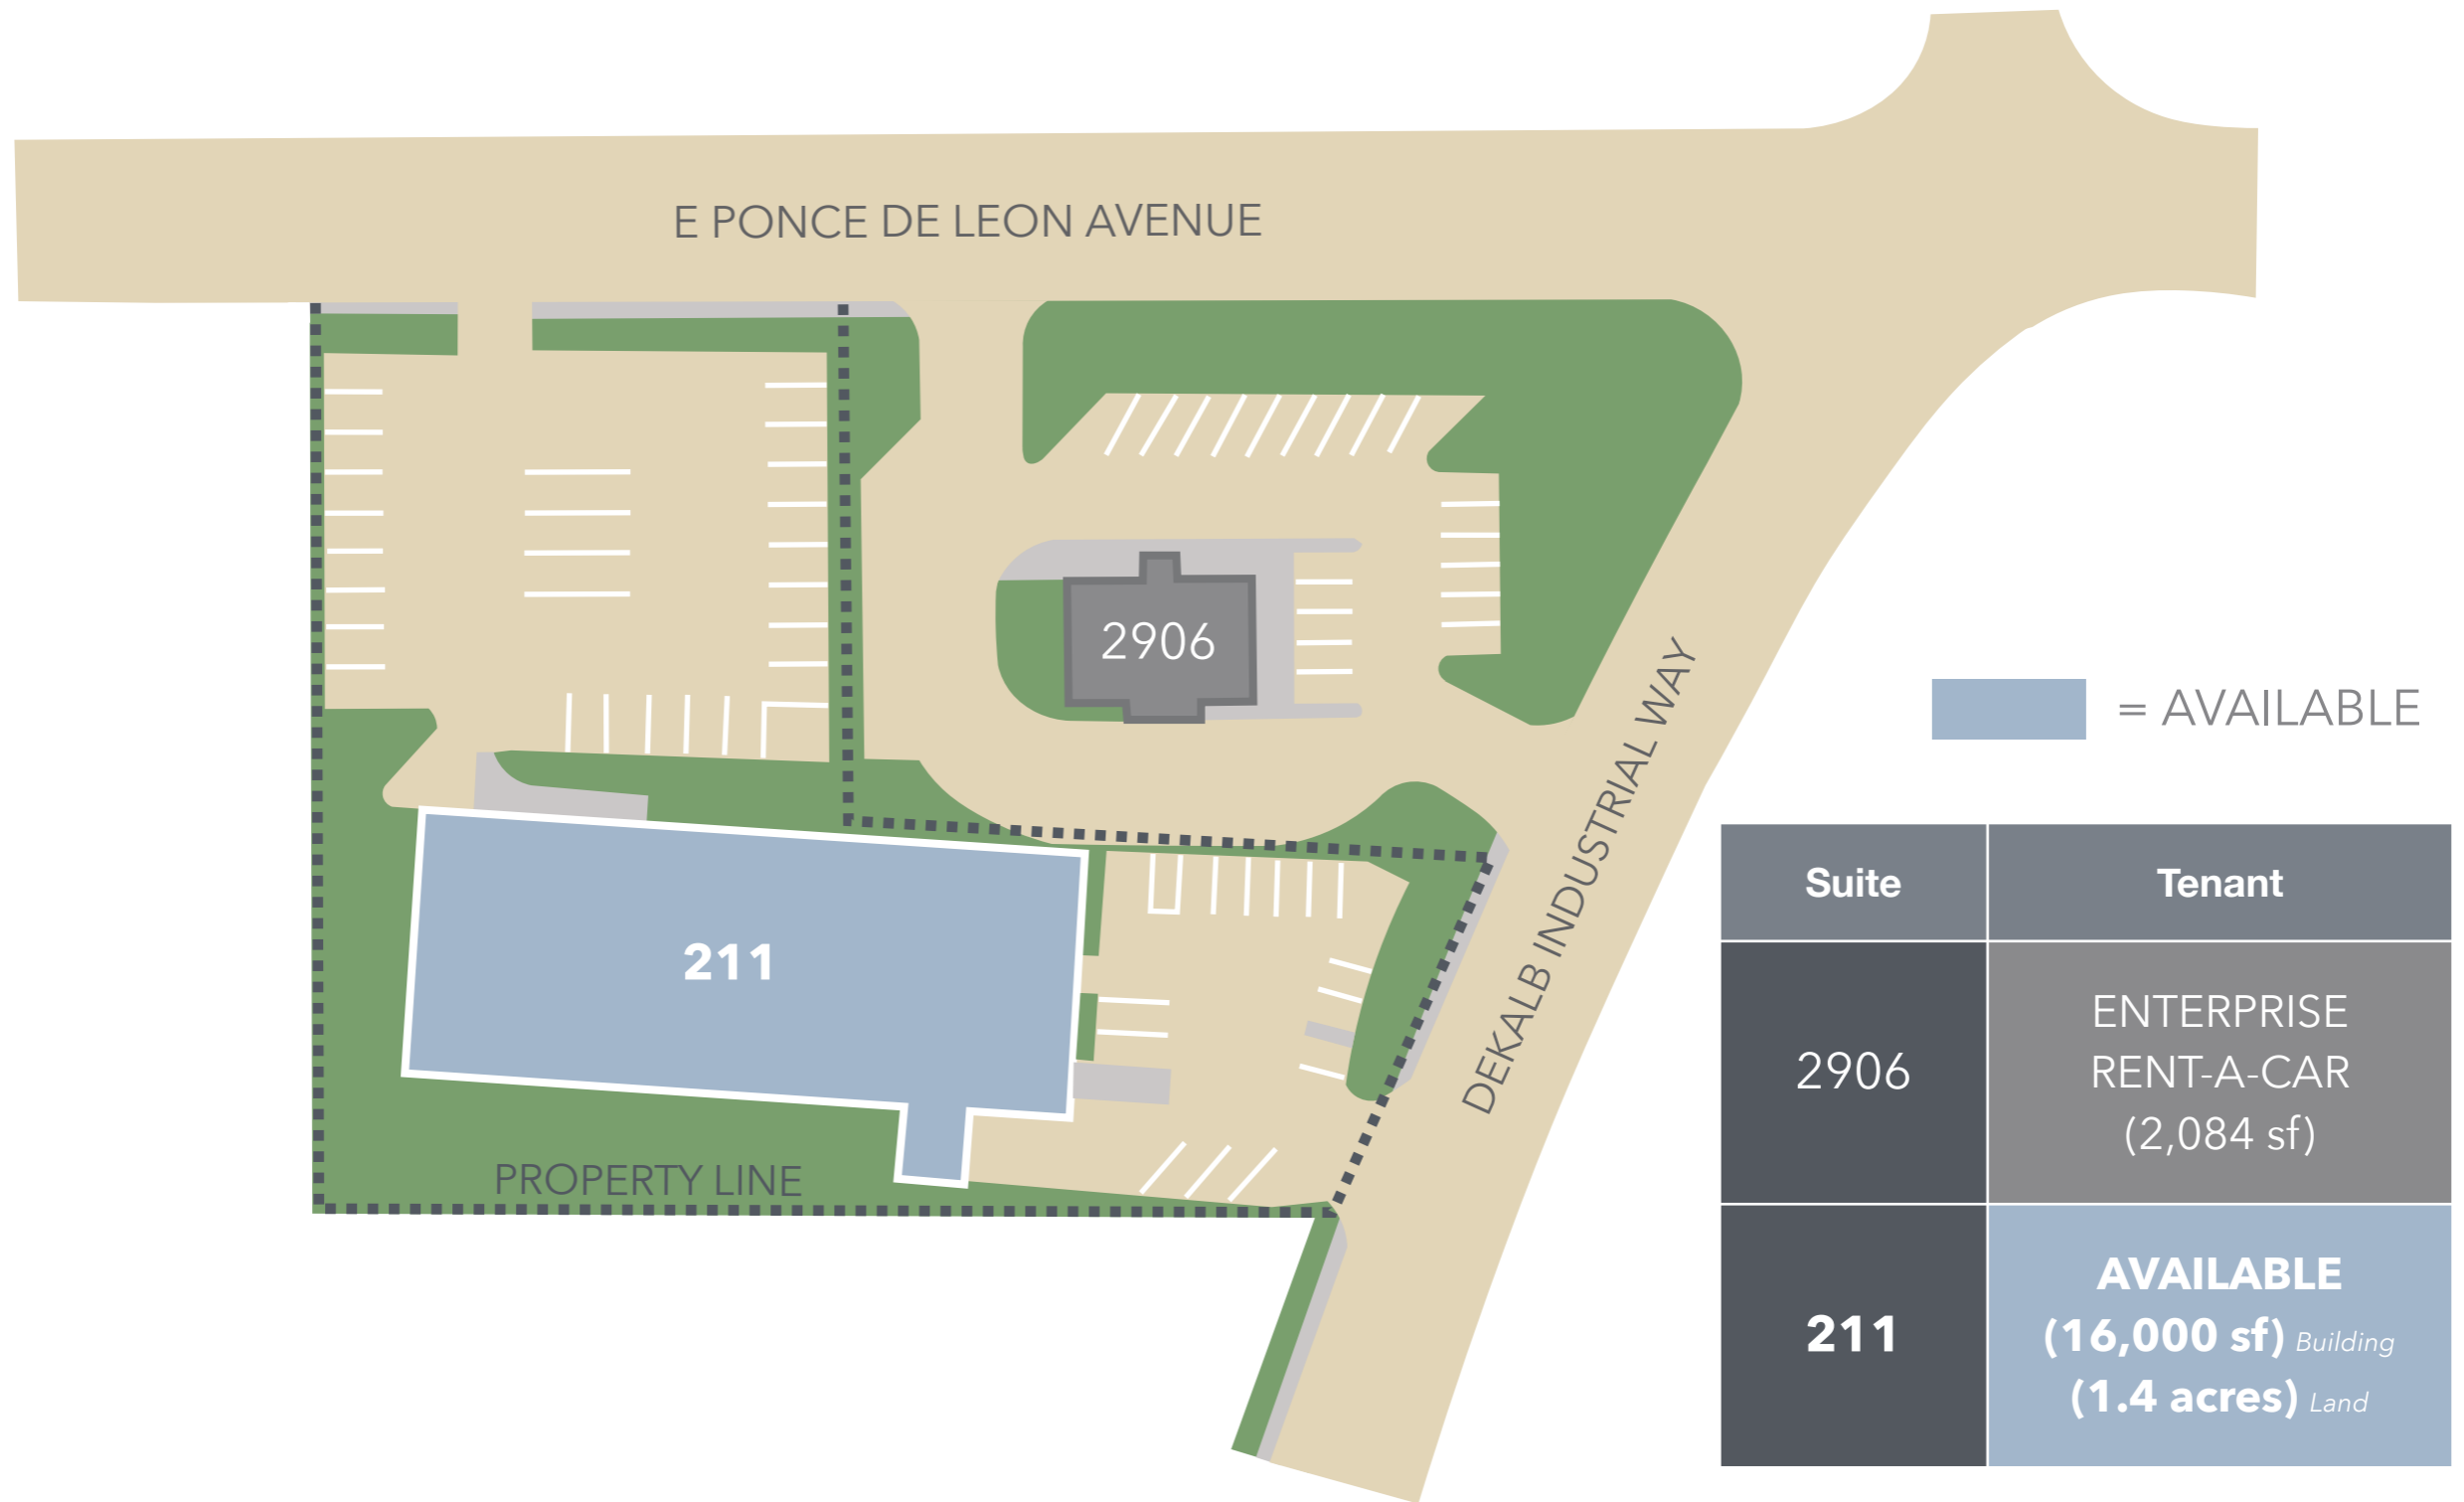 E PONCE DE LEON AVENUE
2906
DEKALB INDUSTRIAL WAY
211
PROPERTY LINE
= AVAILABLE
Suite Tenant
2906
ENTERPRISE
RENT-A-CAR
(2,084 sf)
211
AVAILABLE
(16,000 sf) Building
(1.4 acres) Land